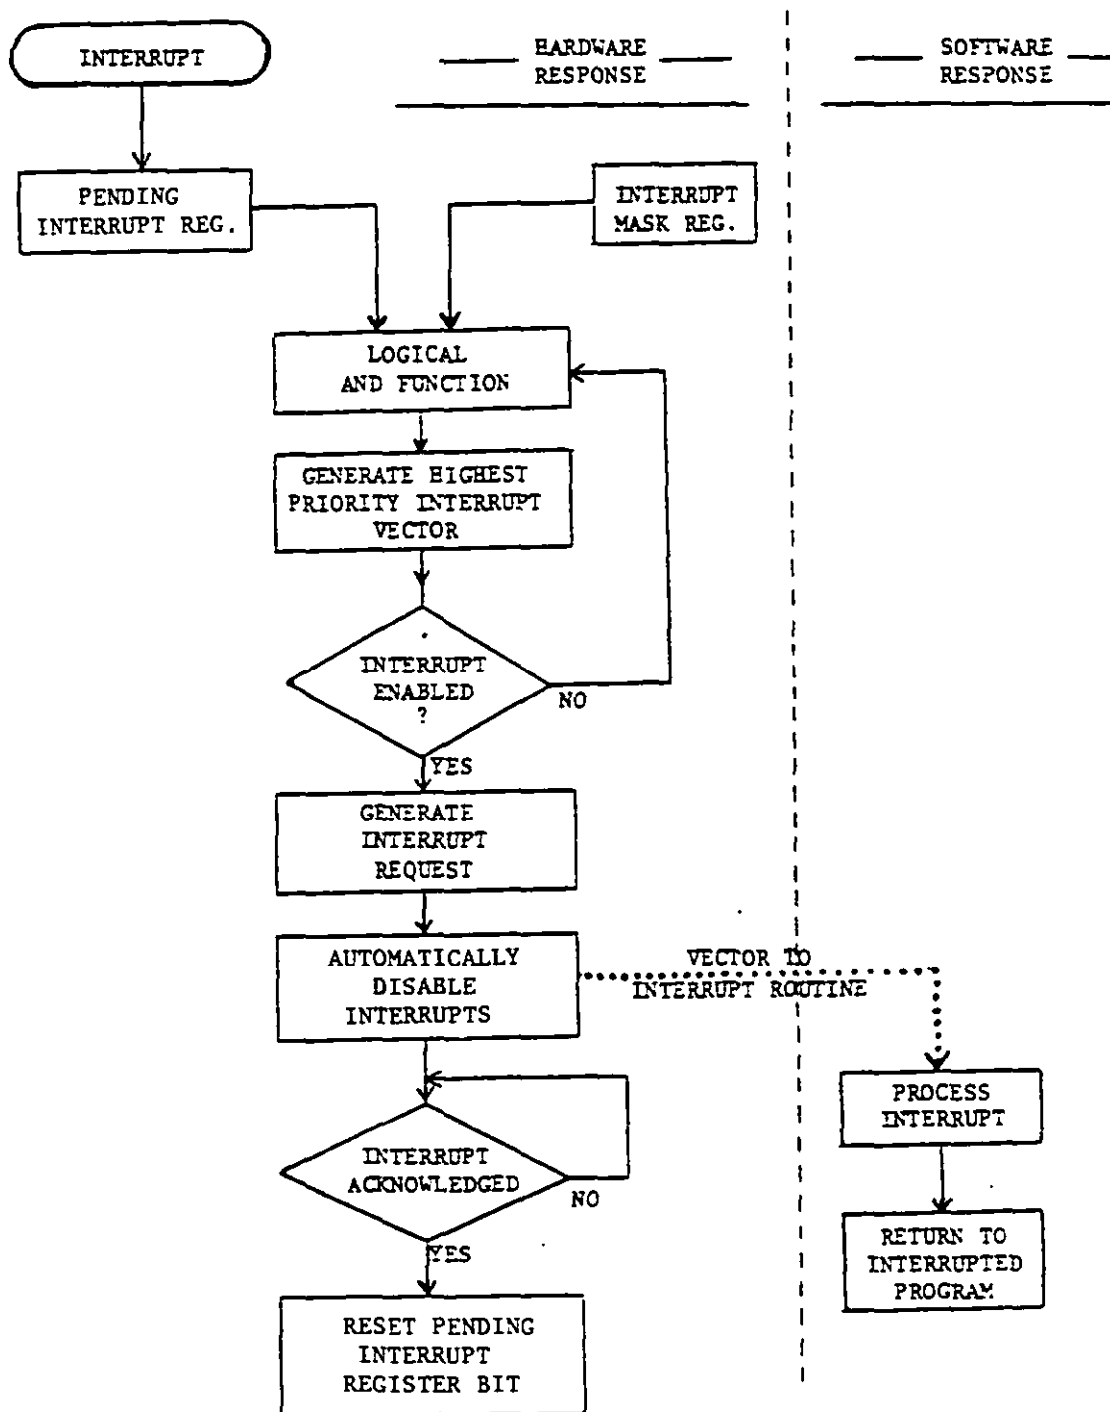 INTERRUPT
HARDWARE
RESPONSE
SOFTWARE
RESPONSE
PENDING
INTERRUPT REG.
INTERRUPT
MASK REG.
LOGICAL
AND FUNCTION
GENERATE HIGHEST
PRIORITY INTERRUPT
VECTOR
INTERRUPT
ENABLED
?
NO
YES
GENERATE
INTERRUPT
REQUEST
AUTOMATICALLY
DISABLE
INTERRUPTS
VECTOR TO
INTERRUPT ROUTINE
PROCESS
INTERRUPT
INTERRUPT
ACKNOWLEDGED
NO
YES
RETURN TO
INTERRUPTED
PROGRAM
RESET PENDING
INTERRUPT
REGISTER BIT